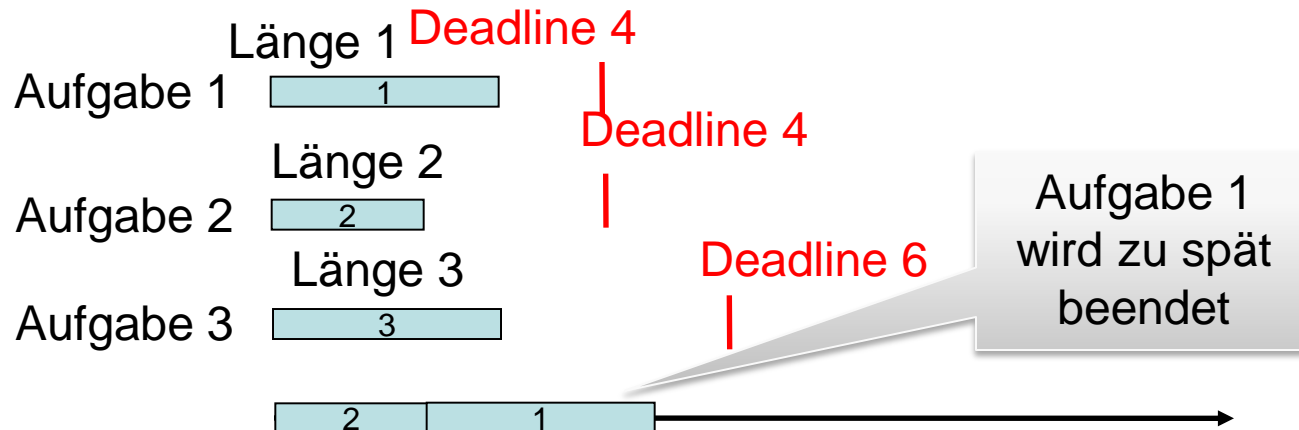 Länge 1 Deadline 4
Aufgabe 1 1
Deadline 4
Länge 2
Aufgabe 2 2
Aufgabe 1
wird zu spät
beendet
Deadline 6
Länge 3
Aufgabe 3 3
2 1